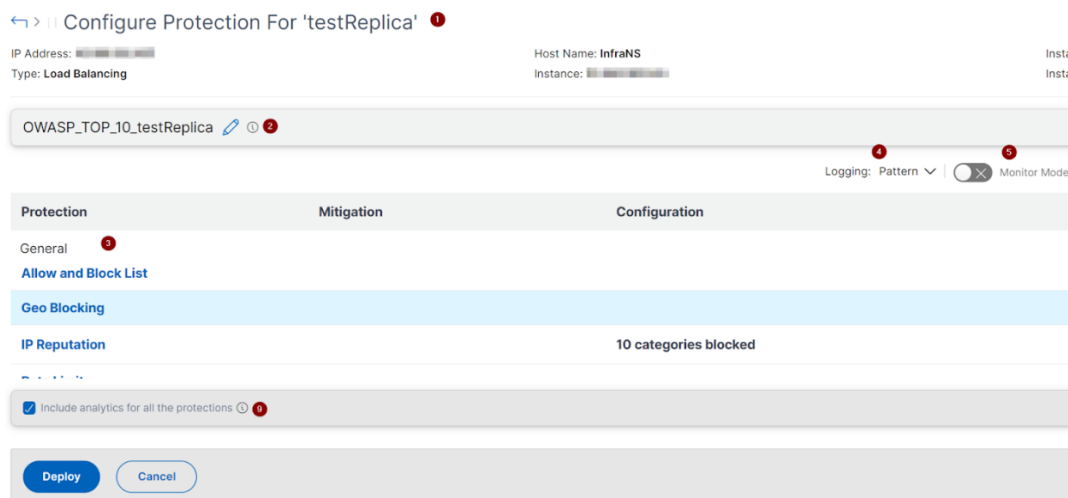 Configure Protection For 'testReplica' 1
IP Address:
Host Name: InfraNS
Type: Load Balancing
Instance:
OWASP_TOP_10_testReplica 2
4 5
Logging: Pattern Monitor Mode
Protection Mitigation Configuration
General 3
Allow and Block List
Geo Blocking
IP Reputation 10 categories blocked
Include analytics for all the protections 9
Deploy Cancel